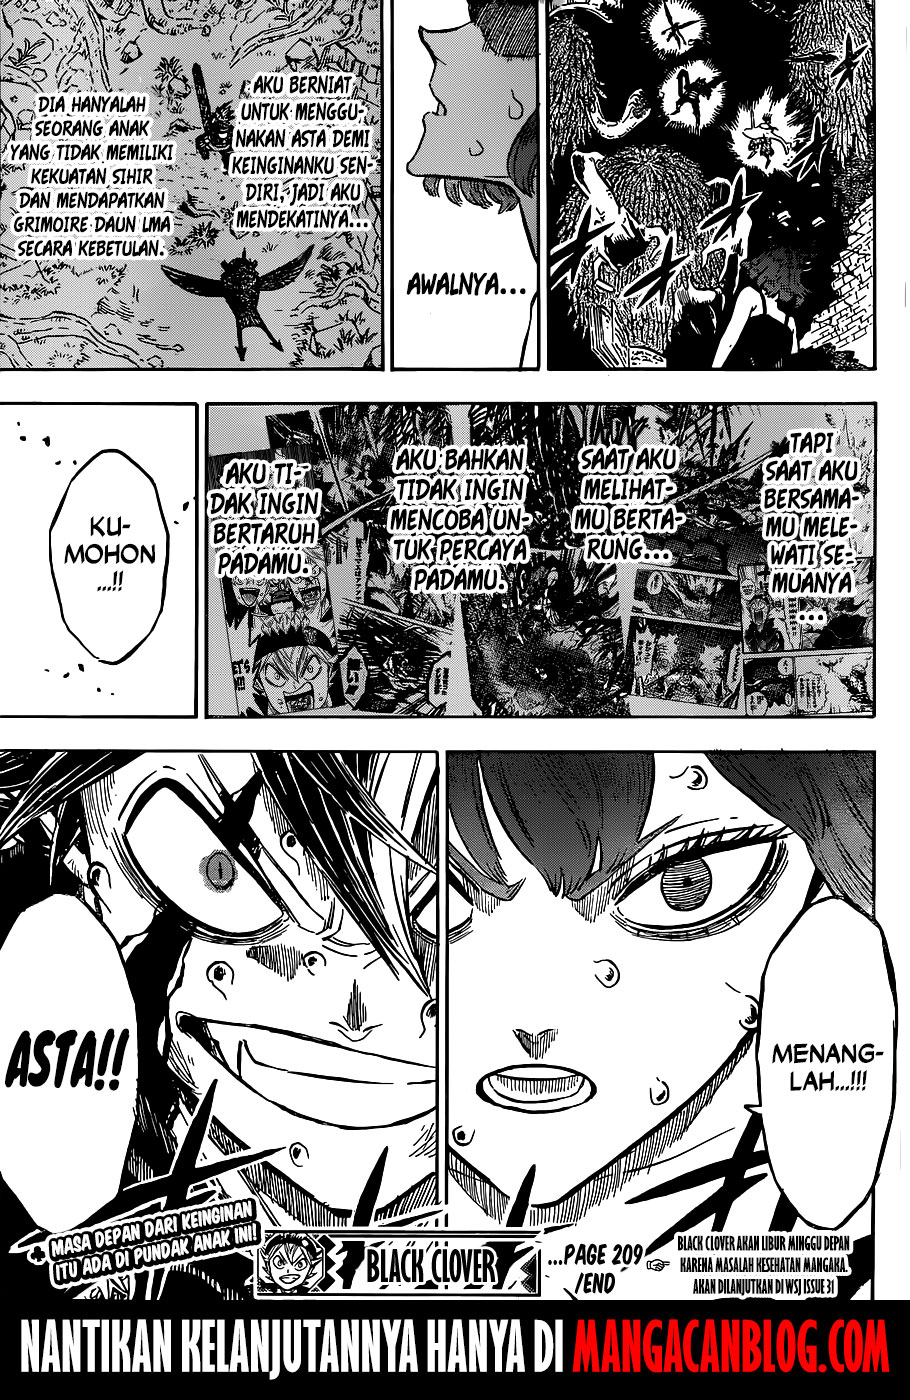 AWALNYA...
AKU BERNIAT
UNTUK MENGGU-
NAKAN ASTA DEMI
KEINGINANKU SEN-
DIRI, JADI AKU
MENDEKATINYA...
DIA HANYALAH
SEORANG ANAK
YANG TIDAK MEMILIKI
KEKUATAN SIHIR
DAN MENDAPATKAN
GRIMOIRE DAUN LMA
SECARA KEBETULAN.
TAPI
SAAT AKU
BERSAMA-
MU MELE-
WATI SE-
MUANYA
...
SAAT AKU
MELIHAT-
MU BERTA-
RUNG...
AKU BAHKAN
TIDAK INGIN
MENCOBA UN-
TUK PERCAYA
PADAMU.
AKU TI-
DAK INGIN
BERTARUH
PADAMU.
KU-
MOHON
...!!
MENANG-
LAH...!!!
ASTA!!
MASA DEPAN DARI KEINGINAN
ITU ADA DI PUNDAK ANAK INI!
BLACK CLOVER
...PAGE 209
/END
BLACK CLOVER AKAN LIBUR MINGGU DEPAN
KARENA MASALAH KESEHATAN MANGAKA.
AKAN DILANJUTKAN DI WSJ ISSUE 31
NANTIKAN KELANJUTANNYA HANYA DI MANGACANBLOG.COM